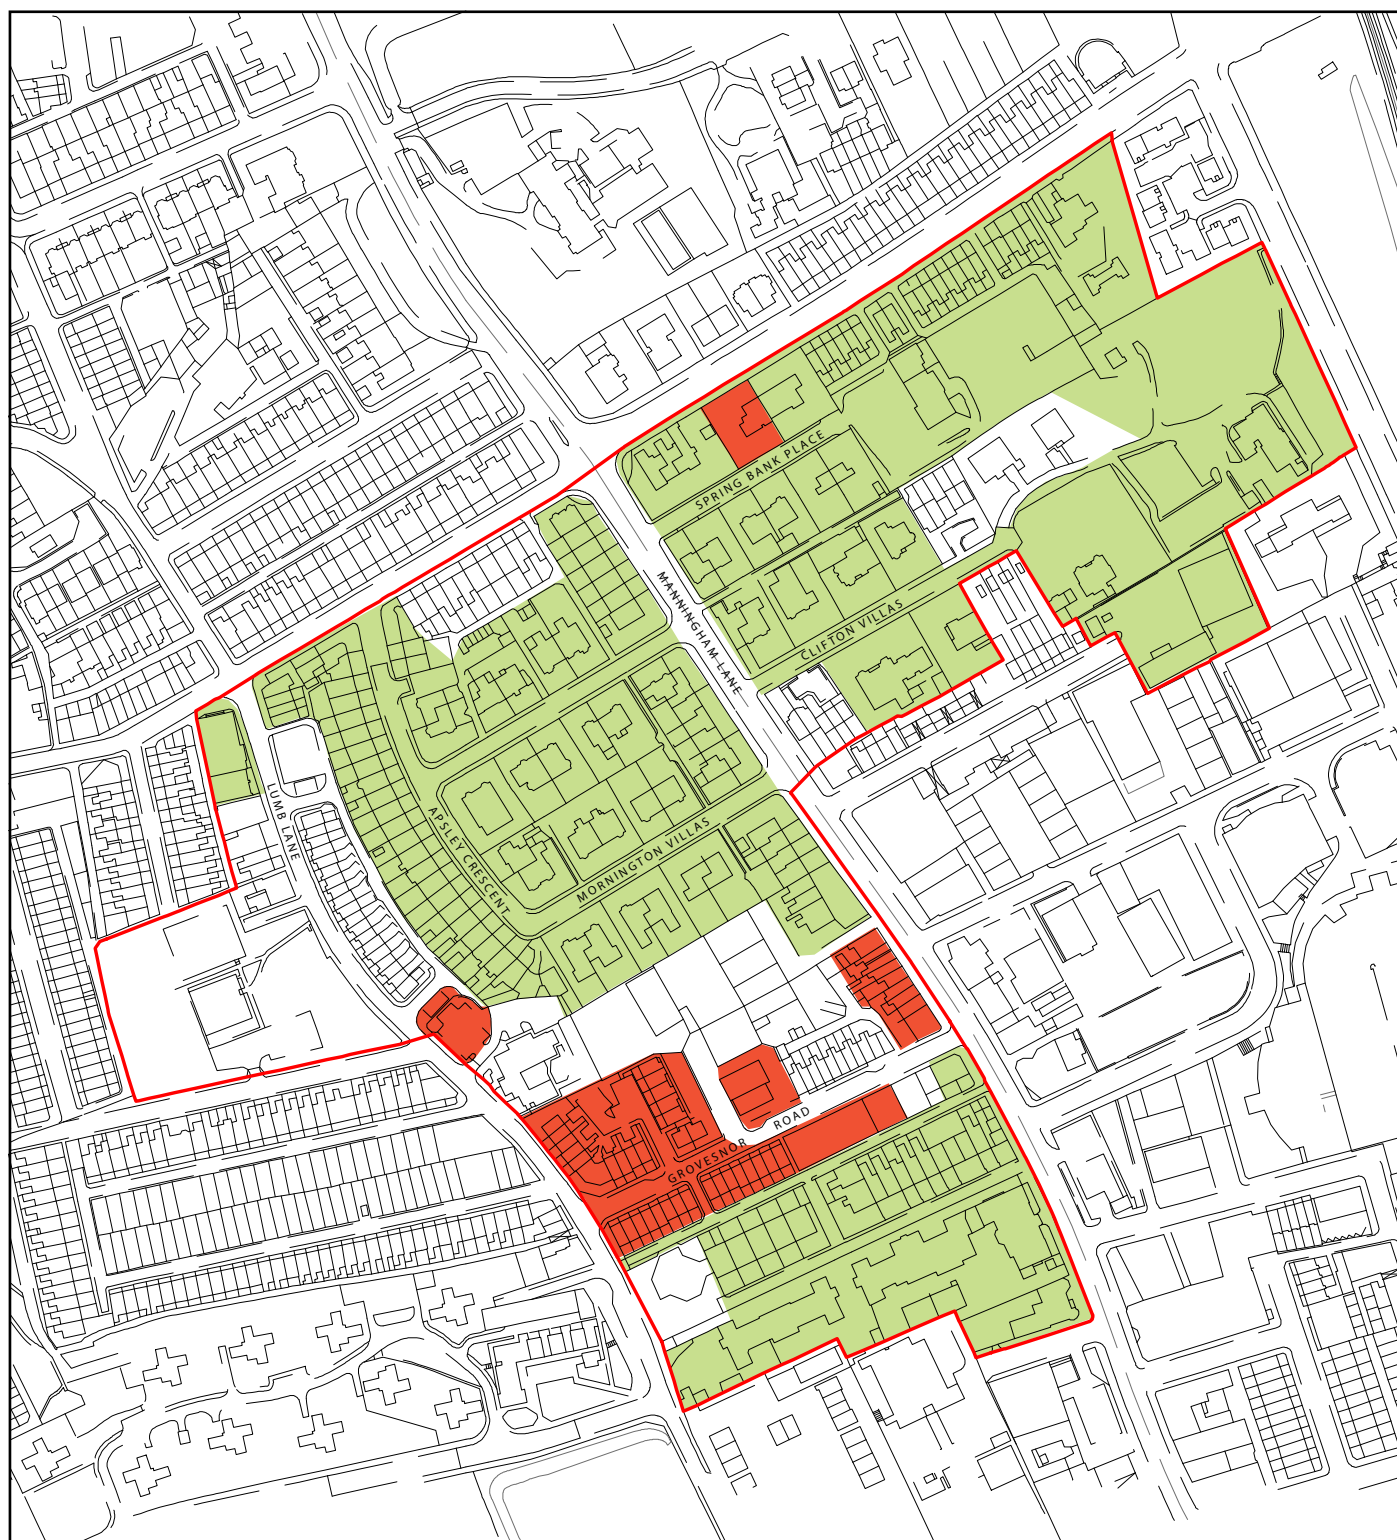 SPRING BANK PLACE
MANNINGHAM LANE
CLIFTON VILLAS
LUMB LANE
APSLEY CRESCENT
MORNINGTON VILLAS
GROVESNOR ROAD